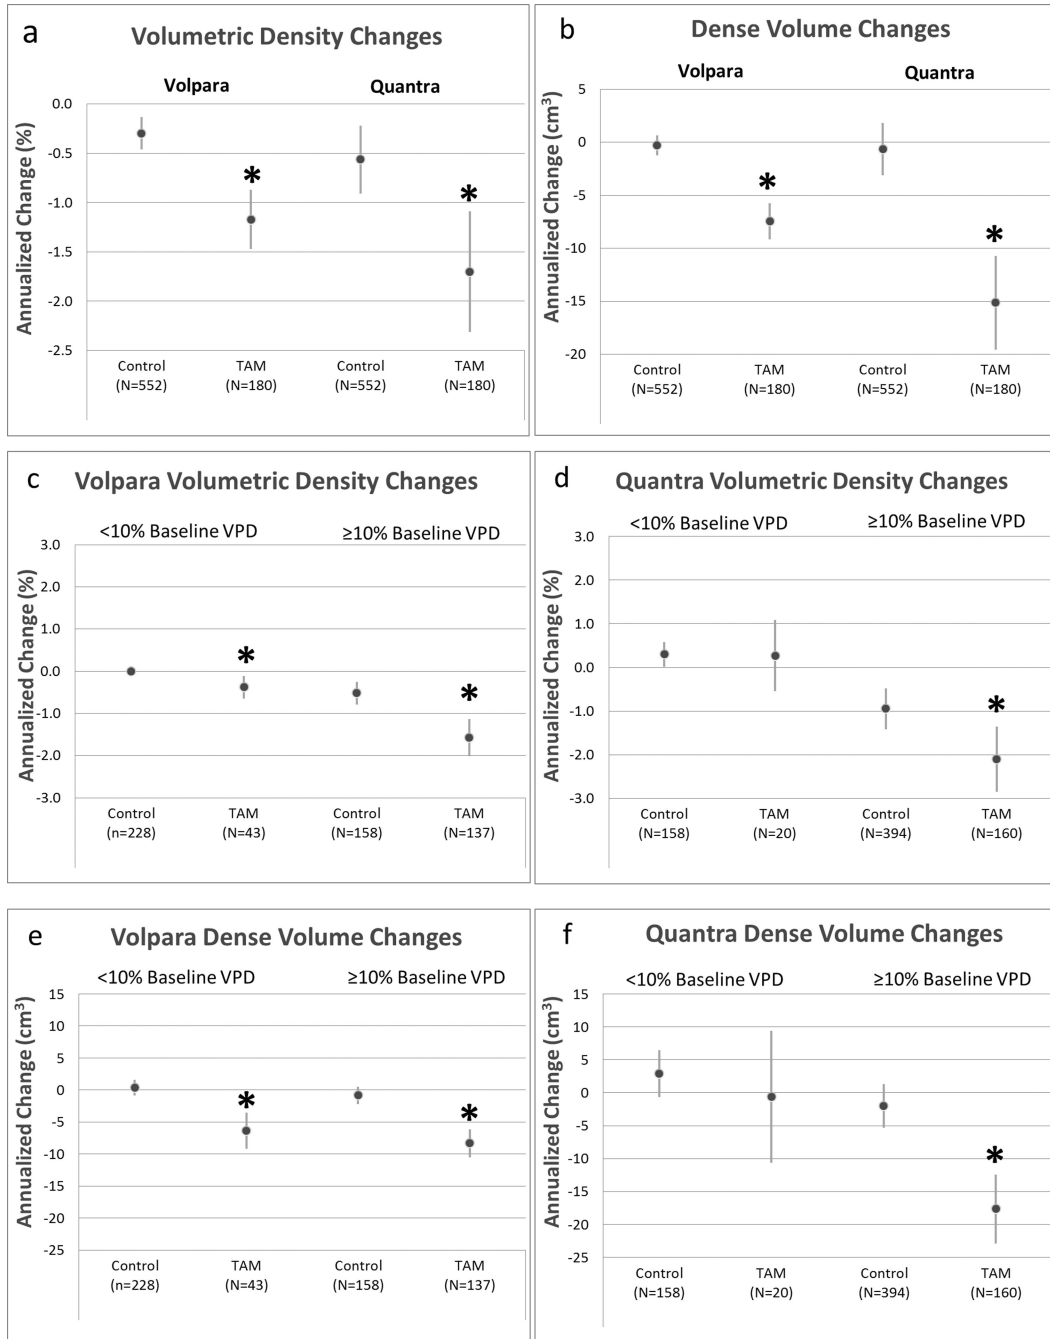 a
Volumetric Density Changes
Volpara Quantra
Annualized Change (%)
0.0
-0.5
-1.0
-1.5
-2.0
-2.5
*
*
Control TAM Control TAM
(N=552) (N=180) (N=552) (N=180)
b
Dense Volume Changes
Volpara Quantra
Annualized Change (cm³)
5
0
-5
-10
-15
-20
*
*
Control TAM Control TAM
(N=552) (N=180) (N=552) (N=180)
c
Volpara Volumetric Density Changes
<10% Baseline VPD ≥10% Baseline VPD
Annualized Change (%)
3.0
2.0
1.0
0.0
-1.0
-2.0
-3.0
*
*
Control TAM Control TAM
(n=228) (N=43) (N=158) (N=137)
d
Quantra Volumetric Density Changes
<10% Baseline VPD ≥10% Baseline VPD
Annualized Change (%)
3.0
2.0
1.0
0.0
-1.0
-2.0
-3.0
*
Control TAM Control TAM
(N=158) (N=20) (N=394) (N=160)
e
Volpara Dense Volume Changes
<10% Baseline VPD ≥10% Baseline VPD
Annualized Change (cm³)
15
10
5
0
-5
-10
-15
-20
-25
*
*
Control TAM Control TAM
(n=228) (N=43) (N=158) (N=137)
f
Quantra Dense Volume Changes
<10% Baseline VPD ≥10% Baseline VPD
Annualized Change (cm³)
15
10
5
0
-5
-10
-15
-20
-25
*
Control TAM Control TAM
(N=158) (N=20) (N=394) (N=160)